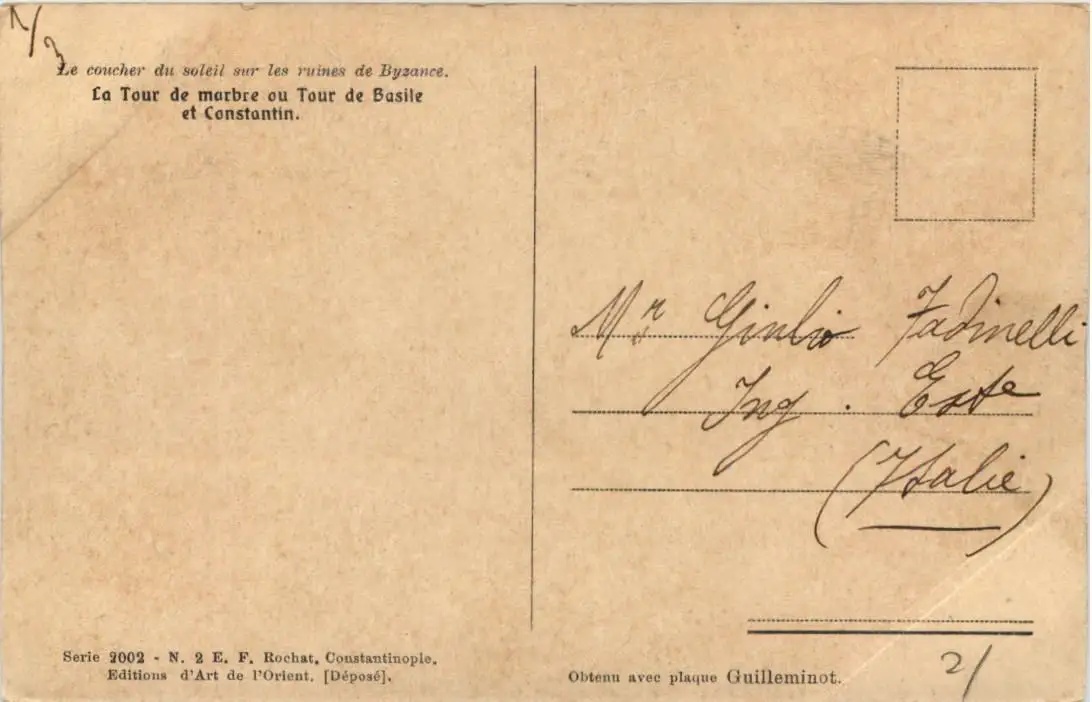 1/3
Le coucher du soleil sur les ruines de Byzance.
La Tour de marbre ou Tour de Basile
et Constantin.
Mr Giulio Fadinelli
Ing. Este
(Italie)
Serie 2002 - N. 2 E. F. Rochat, Constantinople.
Editions d'Art de l'Orient. [Déposé].
Obtenu avec plaque Guilleminot.
2/